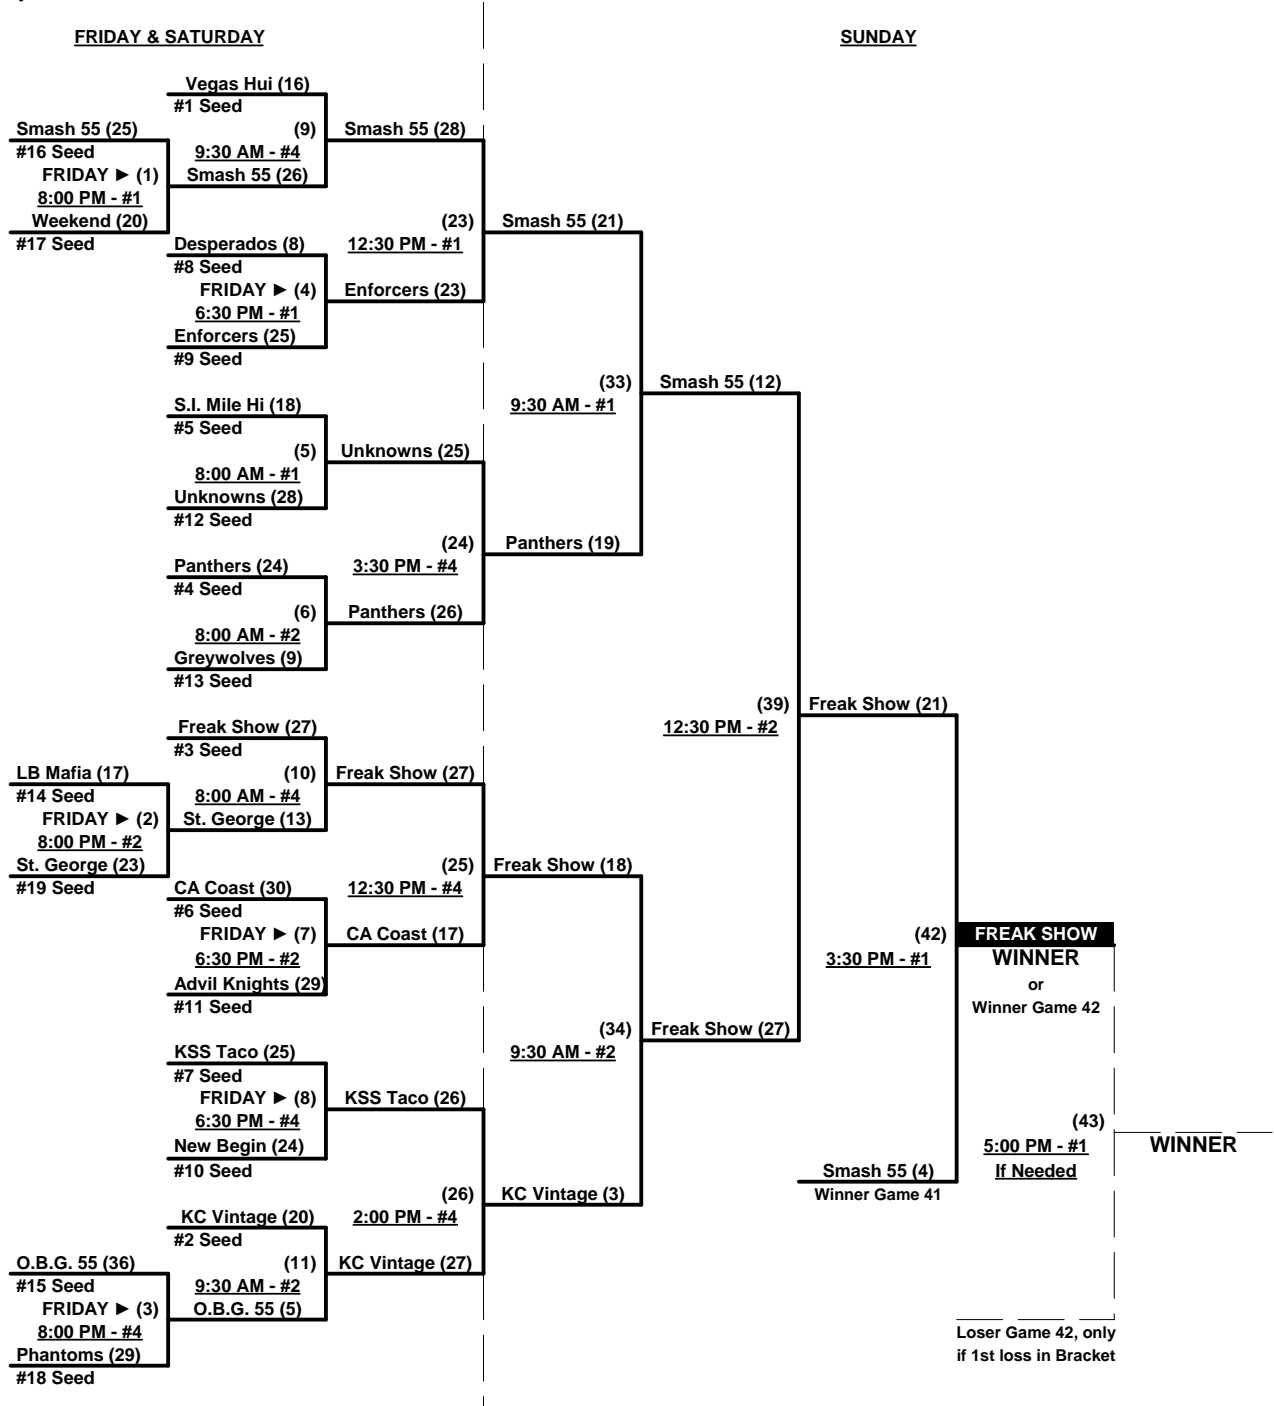 FRIDAY & SATURDAY
SUNDAY
Vegas Hui (16)
#1 Seed
Smash 55 (25)
(9)
Smash 55 (28)
#16 Seed
9:30 AM - #4
FRIDAY ► (1)
Smash 55 (26)
8:00 PM - #1
Weekend (20)
(23)
Smash 55 (21)
#17 Seed
Desperados (8)
12:30 PM - #1
#8 Seed
FRIDAY ► (4)
Enforcers (23)
6:30 PM - #1
Enforcers (25)
#9 Seed
(33)
Smash 55 (12)
S.I. Mile Hi (18)
9:30 AM - #1
#5 Seed
(5)
Unknowns (25)
8:00 AM - #1
Unknowns (28)
#12 Seed
(24)
Panthers (19)
Panthers (24)
3:30 PM - #4
#4 Seed
(6)
Panthers (26)
8:00 AM - #2
Greywolves (9)
#13 Seed
(39)
Freak Show (21)
Freak Show (27)
12:30 PM - #2
#3 Seed
LB Mafia (17)
(10)
Freak Show (27)
#14 Seed
8:00 AM - #4
FRIDAY ► (2)
St. George (13)
8:00 PM - #2
St. George (23)
(25)
Freak Show (18)
#19 Seed
CA Coast (30)
12:30 PM - #4
#6 Seed
FRIDAY ► (7)
CA Coast (17)
(42)
FREAK SHOW
6:30 PM - #2
3:30 PM - #1
WINNER
Advil Knights (29)
or
#11 Seed
Winner Game 42
(34)
Freak Show (27)
KSS Taco (25)
9:30 AM - #2
#7 Seed
FRIDAY ► (8)
KSS Taco (26)
6:30 PM - #4
(43)
New Begin (24)
5:00 PM - #1
WINNER
#10 Seed
Smash 55 (4)
If Needed
(26)
KC Vintage (3)
Winner Game 41
KC Vintage (20)
2:00 PM - #4
#2 Seed
O.B.G. 55 (36)
(11)
KC Vintage (27)
#15 Seed
9:30 AM - #2
FRIDAY ► (3)
O.B.G. 55 (5)
8:00 PM - #4
Loser Game 42, only
Phantoms (29)
if 1st loss in Bracket
#18 Seed